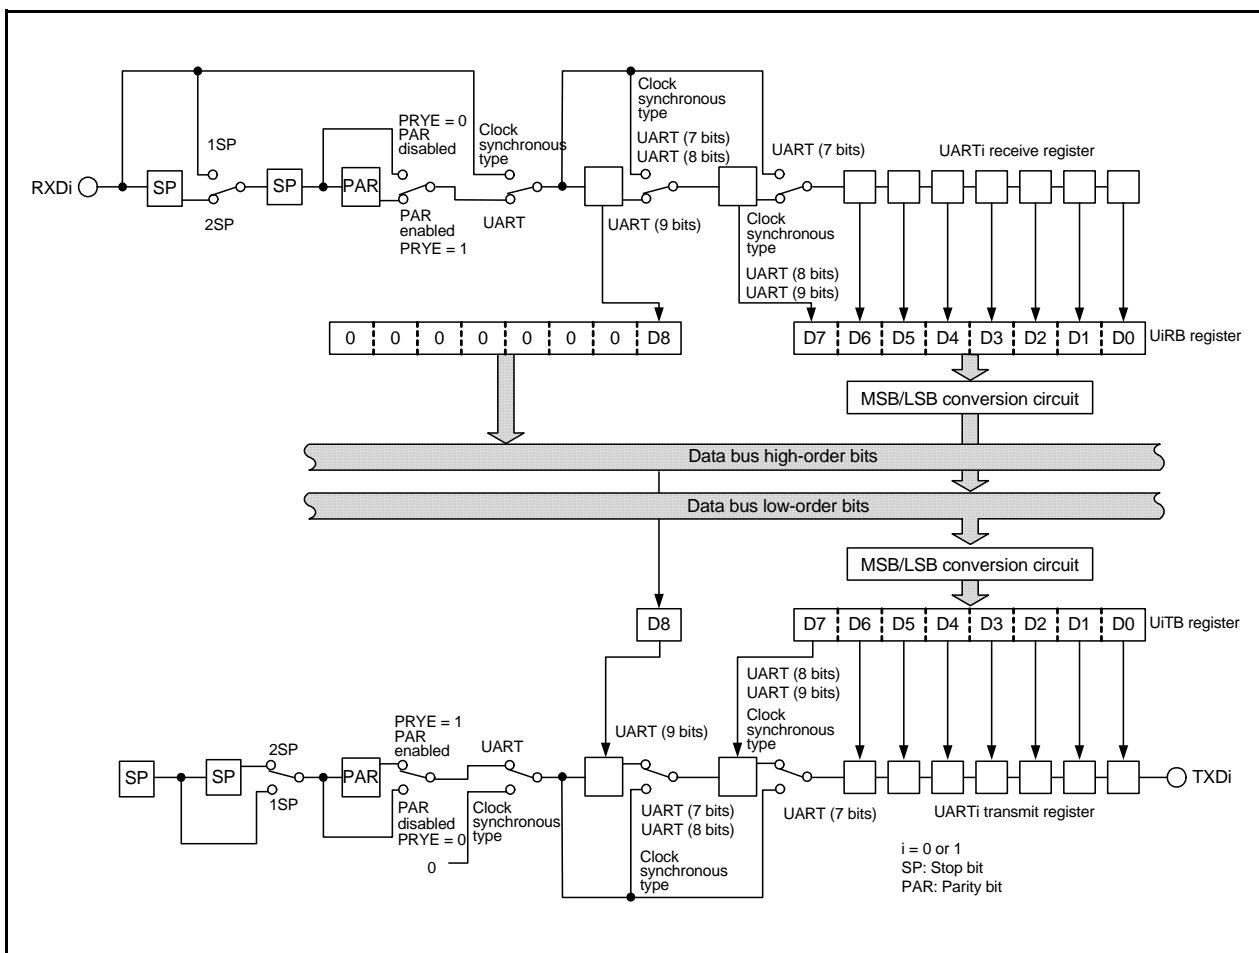 PRYE = 0
PAR
disabled
Clock
synchronous
type
Clock
synchronous
type
1SP
UART (7 bits)
UART (8 bits)
UART (7 bits)
UARTi receive register
RXDi
SP
SP
PAR
2SP
PAR
enabled
PRYE = 1
UART
UART (9 bits)
Clock
synchronous
type
UART (8 bits)
UART (9 bits)
0 0 0 0 0 0 0 D8
D7 D6 D5 D4 D3 D2 D1 D0
UiRB register
MSB/LSB conversion circuit
Data bus high-order bits
Data bus low-order bits
MSB/LSB conversion circuit
D8
D7 D6 D5 D4 D3 D2 D1 D0
UiTB register
UART (8 bits)
UART (9 bits)
PRYE = 1
PAR
enabled
2SP
UART
UART (9 bits)
Clock
synchronous
type
SP
SP
PAR
TXDi
1SP
PAR
disabled
PRYE = 0
0
Clock
synchronous
type
UART (7 bits)
UART (8 bits)
Clock
synchronous
type
UART (7 bits)
UARTi transmit register
i = 0 or 1
SP: Stop bit
PAR: Parity bit